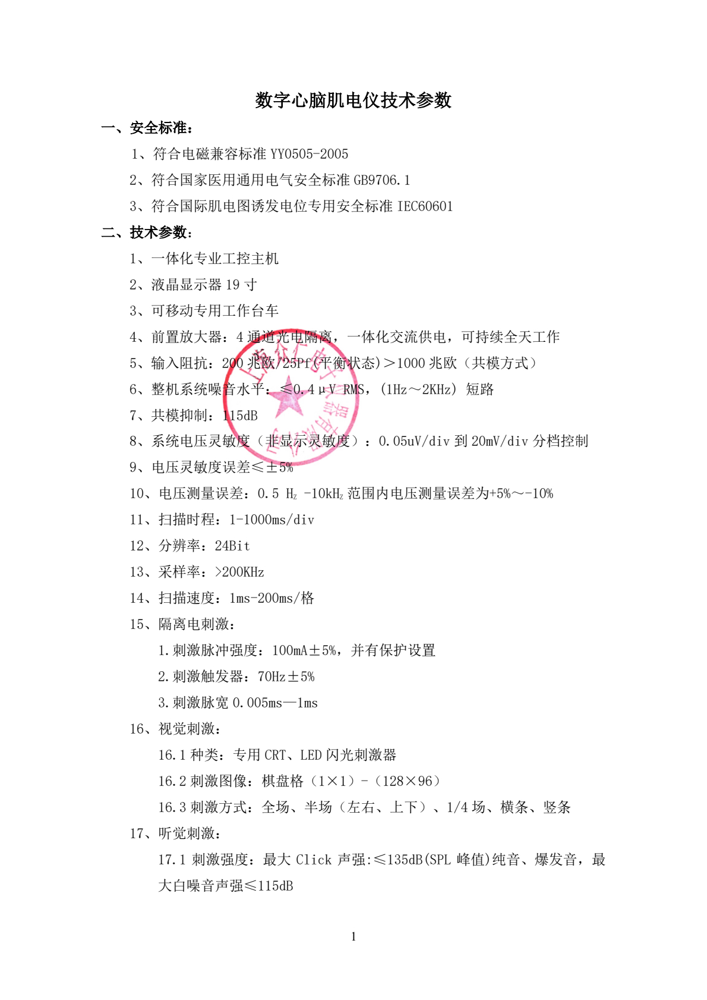 数字心脑肌电仪技术参数
一、安全标准：
1、符合电磁兼容标准 YY0505-2005
2、符合国家医用通用电气安全标准 GB9706.1
3、符合国际肌电图诱发电位专用安全标准 IEC60601
二、技术参数：
1、一体化专业工控主机
2、液晶显示器 19 寸
3、可移动专用工作台车
4、前置放大器：4 通道光电隔离，一体化交流供电，可持续全天工作
5、输入阻抗：200 兆欧/25Pf(平衡状态)＞1000 兆欧（共模方式）
6、整机系统噪音水平：≤0.4μV RMS，(1Hz～2KHz) 短路
7、共模抑制：115dB
8、系统电压灵敏度（非显示灵敏度）：0.05uV/div 到 20mV/div 分档控制
9、电压灵敏度误差≤±5%
10、电压测量误差：0.5 HZ -10kHZ 范围内电压测量误差为+5%～-10%
11、扫描时程：1-1000ms/div
12、分辨率：24Bit
13、采样率：>200KHz
14、扫描速度：1ms-200ms/格
15、隔离电刺激：
1.刺激脉冲强度：100mA±5%，并有保护设置
2.刺激触发器：70Hz±5%
3.刺激脉宽 0.005ms—1ms
16、视觉刺激：
16.1 种类：专用 CRT、LED 闪光刺激器
16.2 刺激图像：棋盘格（1×1）-（128×96）
16.3 刺激方式：全场、半场（左右、上下）、1/4 场、横条、竖条
17、听觉刺激：
17.1 刺激强度：最大 Click 声强:≤135dB(SPL 峰值)纯音、爆发音，最
大白噪音声强≤115dB
上海众仁电子仪器有限公司
1